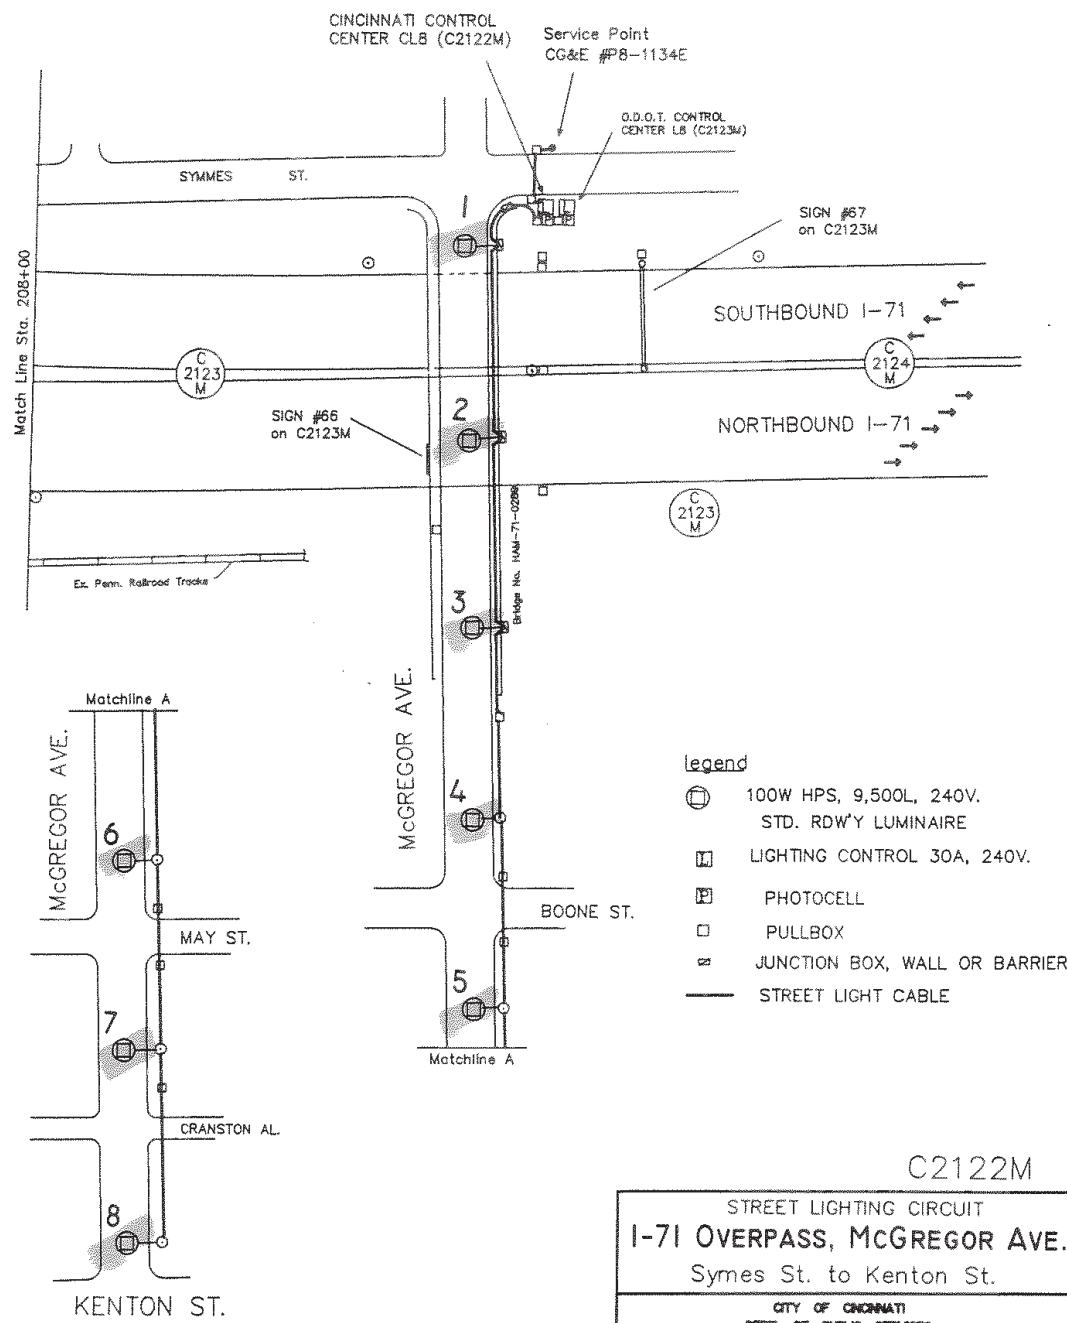 CINCINNATI CONTROL
CENTER CL8 (C2122M)
Service Point
CG&E #P8-1134E
O.D.O.T. CONTROL
CENTER L8 (C2123M)
SYMMES ST.
1
SIGN #67
on C2123M
Match Line Sta. 208+00
SOUTHBOUND I-71
C
2123
M
C
2124
M
SIGN #66
on C2123M
2
NORTHBOUND I-71
C
2123
M
Bridge No. HAM-71-0286
Ex. Penn. Railroad Tracks
3
McGREGOR AVE.
4
BOONE ST.
5
Matchline A
Matchline A
McGREGOR AVE.
6
MAY ST.
7
CRANSTON AL.
8
KENTON ST.
legend
100W HPS, 9,500L, 240V.
STD. RDW'Y LUMINAIRE
L LIGHTING CONTROL 30A, 240V.
P PHOTOCELL
PULLBOX
JUNCTION BOX, WALL OR BARRIER
STREET LIGHT CABLE
C2122M
STREET LIGHTING CIRCUIT
I-71 OVERPASS, McGREGOR AVE.
Symes St. to Kenton St.
CITY OF CINCINNATI